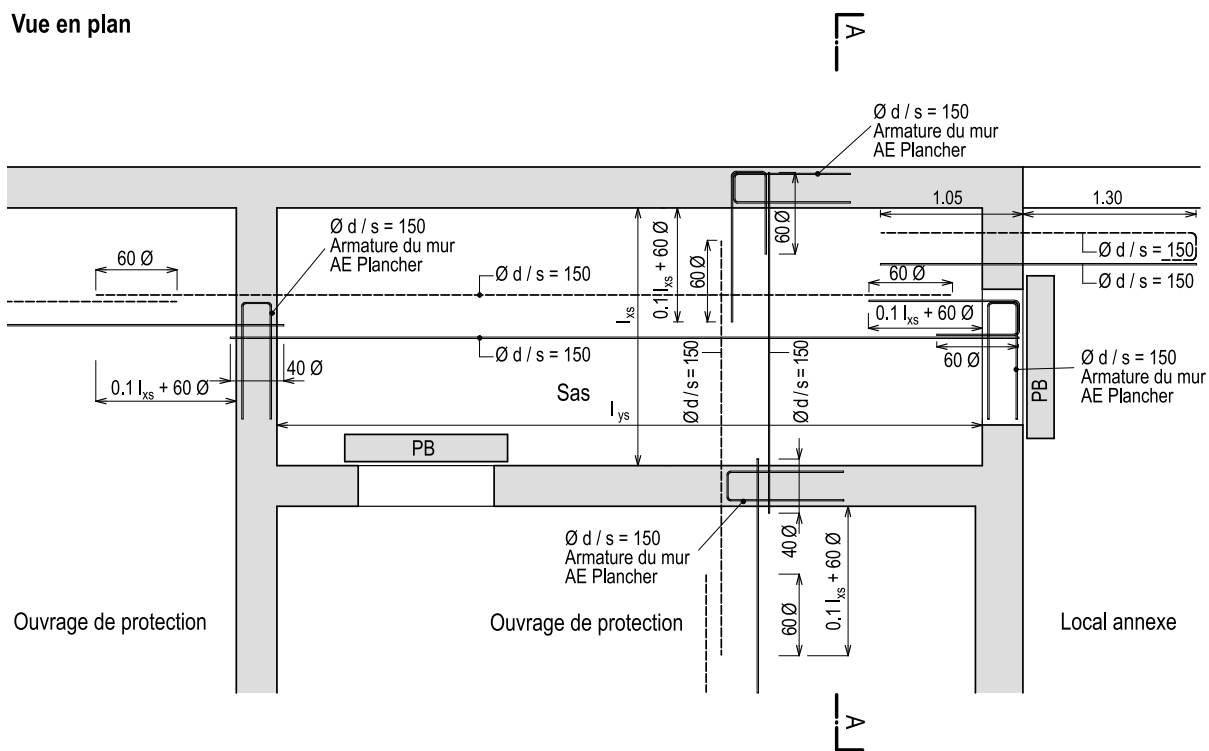 Vue en plan
A
Ø d / s = 150
Armature du mur
AE Plancher
1.05
1.30
Ø d / s = 150
Armature du mur
AE Plancher
60 Ø
0.1 lxs + 60 Ø
60 Ø
Ø d / s = 150
Ø d / s = 150
60 Ø
Ø d / s = 150
60 Ø
lxs
0.1 lxs + 60 Ø
Ø d / s = 150
60 Ø
Ø d / s = 150
Ø d / s = 150
Ø d / s = 150
Armature du mur
AE Plancher
40 Ø
0.1 lxs + 60 Ø
Sas
lys
PB
PB
Ø d / s = 150
Armature du mur
AE Plancher
40 Ø
60 Ø
0.1 lxs + 60 Ø
Ouvrage de protection
Ouvrage de protection
Local annexe
A